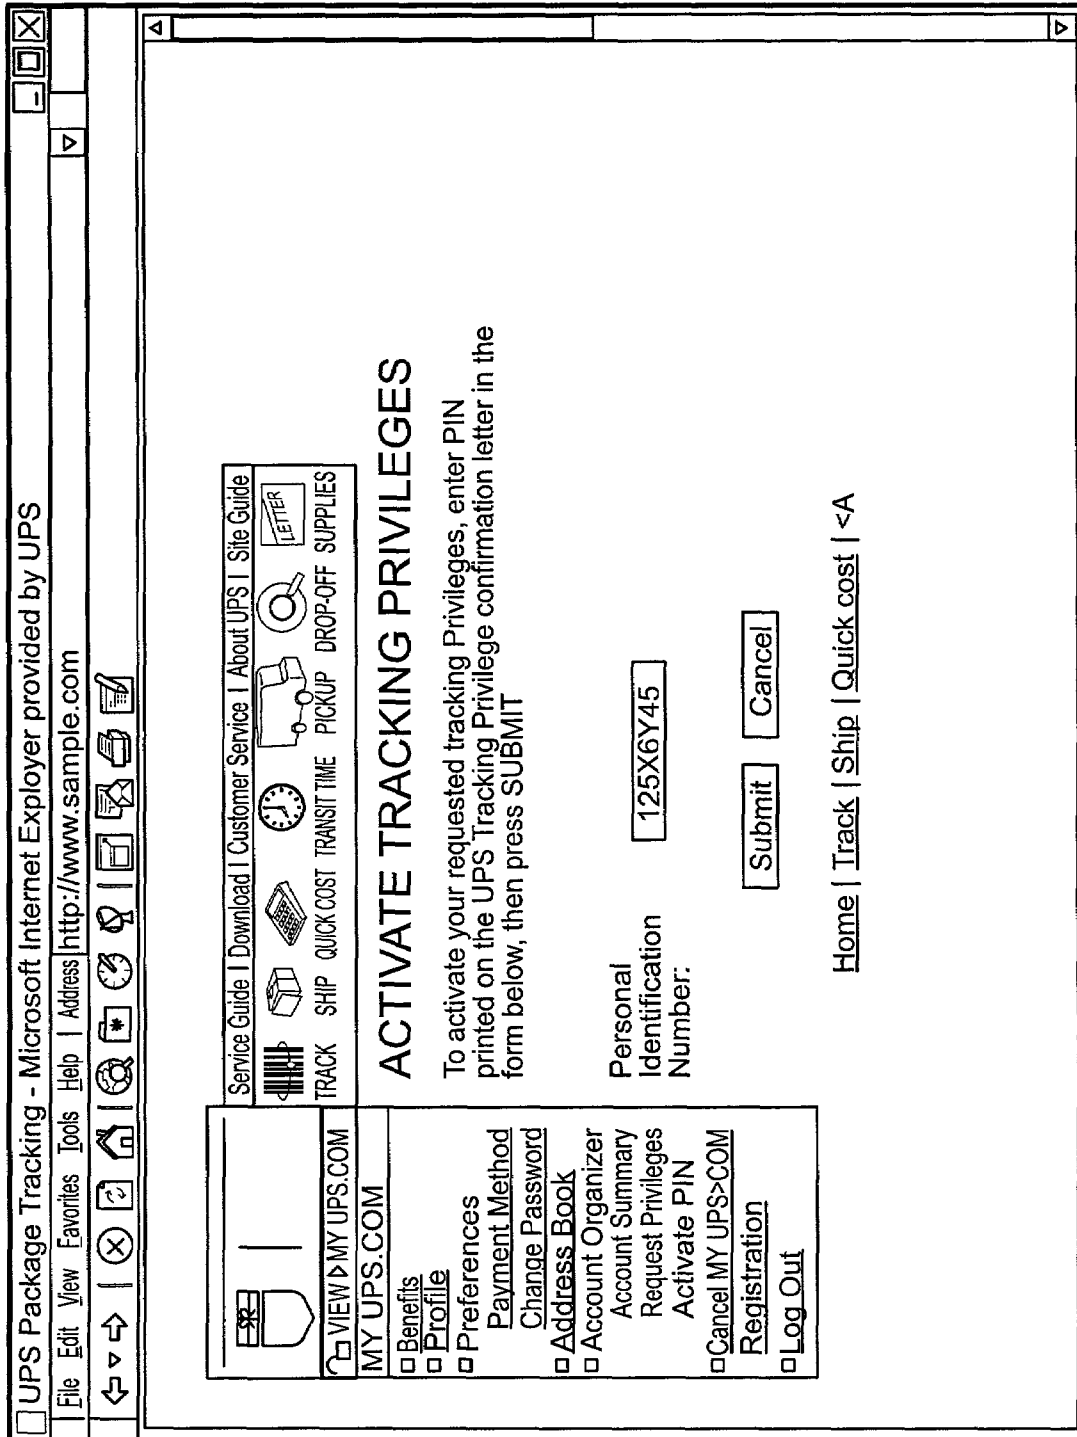 UPS Package Tracking - Microsoft Internet Exployer provided by UPS
File Edit View Favorites Tools Help | Address http://www.sample.com
Service Guide | Download | Customer Service | About UPS | Site Guide
LETTER
TRACK SHIP QUICK COST TRANSIT TIME PICKUP DROP-OFF SUPPLIES
VIEW MY UPS.COM
MY UPS.COM
Benefits
Profile
Preferences
Payment Method
Change Password
Address Book
Account Organizer
Account Summary
Request Privileges
Activate PIN
Cancel MY UPS>COM
Registration
Log Out
ACTIVATE TRACKING PRIVILEGES
To activate your requested tracking Privileges, enter PIN
printed on the UPS Tracking Privilege confirmation letter in the
form below, then press SUBMIT
Personal
Identification
Number:
125X6Y45
Submit Cancel
Home | Track | Ship | Quick cost | <A